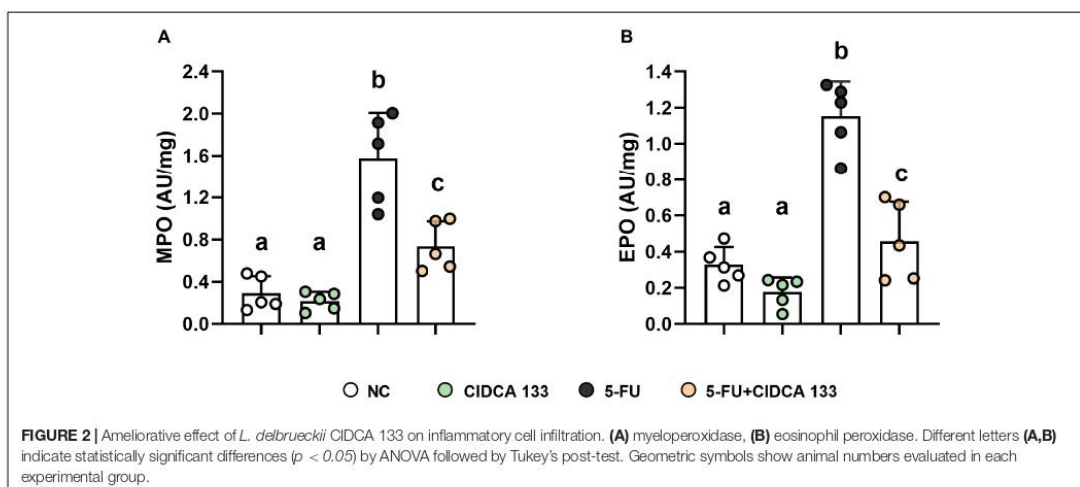 A
B
MPO (AU/mg)
2.4
2.0
1.6
1.2
0.8
0.4
0.0
a
a
b
c
EPO (AU/mg)
1.4
1.2
1.0
0.8
0.6
0.4
0.2
0.0
a
a
b
c
NC CIDCA 133 5-FU 5-FU+CIDCA 133
FIGURE 2 | Ameliorative effect of L. delbrueckii CIDCA 133 on inflammatory cell infiltration. (A) myeloperoxidase, (B) eosinophil peroxidase. Different letters (A,B)
indicate statistically significant differences (p < 0.05) by ANOVA followed by Tukey's post-test. Geometric symbols show animal numbers evaluated in each
experimental group.